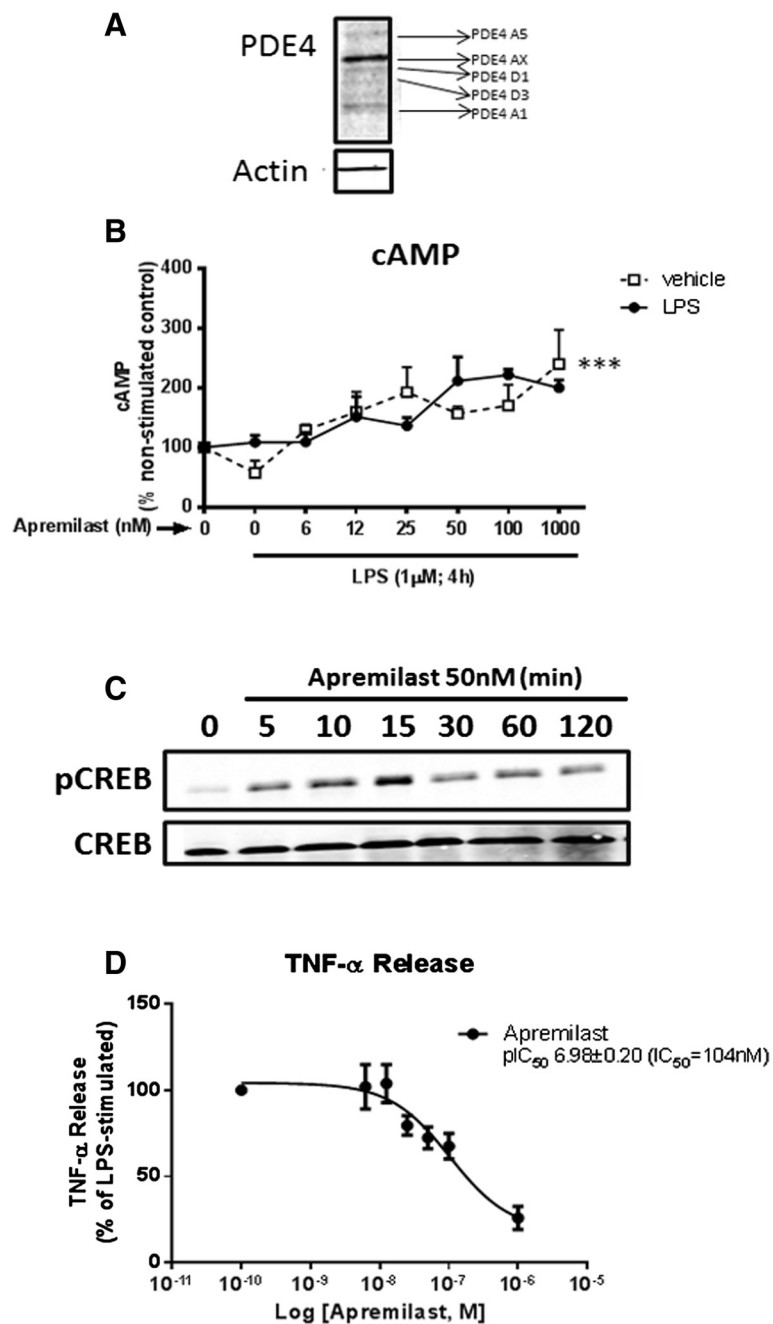 A
PDE4
PDE4 A5
PDE4 AX
PDE4 D1
PDE4 D3
PDE4 A1
Actin
B
cAMP
cAMP
(% non-stimulated control)
400
300
200
100
0
vehicle
LPS
***
Apremilast (nM)
0 0 6 12 25 50 100 1000
LPS (1µM; 4h)
C
Apremilast 50nM (min)
0 5 10 15 30 60 120
pCREB
CREB
D
TNF-α Release
TNF-α Release
(% of LPS-stimulated)
150
100
50
0
Apremilast
pIC50 6.98±0.20 (IC50=104nM)
10-11 10-10 10-9 10-8 10-7 10-6 10-5
Log [Apremilast, M]